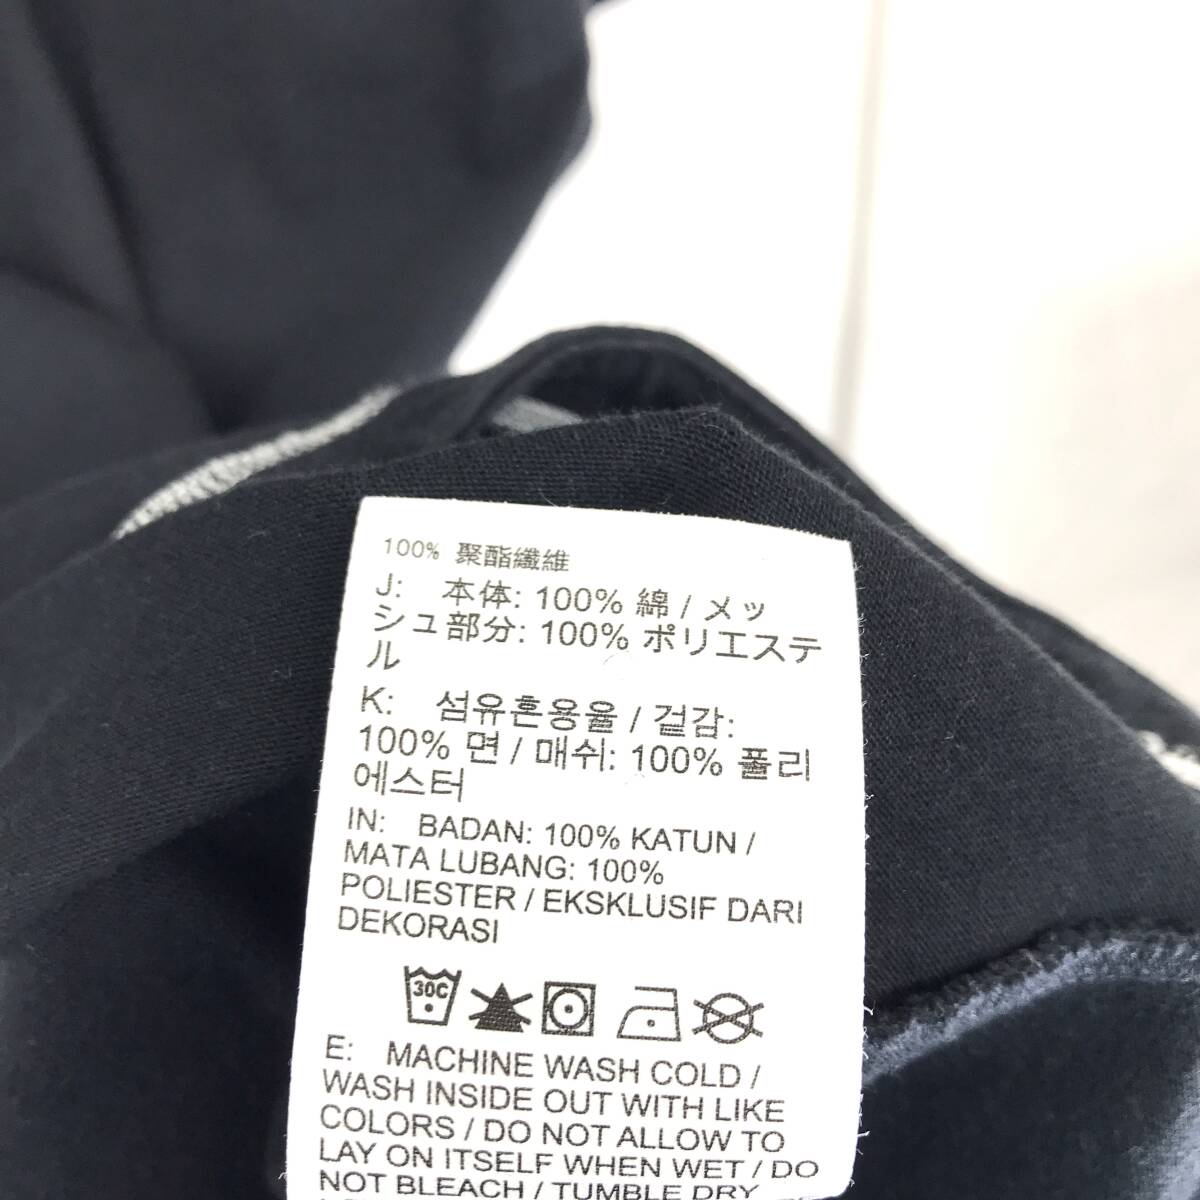 100% 聚酯纖維
J: 本体: 100% 綿 / メッ
シュ部分: 100% ポリエステ
ル
K: 섬유혼용율 / 겉감:
100% 면 / 매쉬: 100% 폴리
에스터
IN: BADAN: 100% KATUN /
MATA LUBANG: 100%
POLIESTER / EKSKLUSIF DARI
DEKORASI
30C
E: MACHINE WASH COLD /
WASH INSIDE OUT WITH LIKE
COLORS / DO NOT ALLOW TO
LAY ON ITSELF WHEN WET / DO
NOT BLEACH / TUMBLE DRY